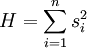 H = \sum_{i=1}^{n} s_i^2